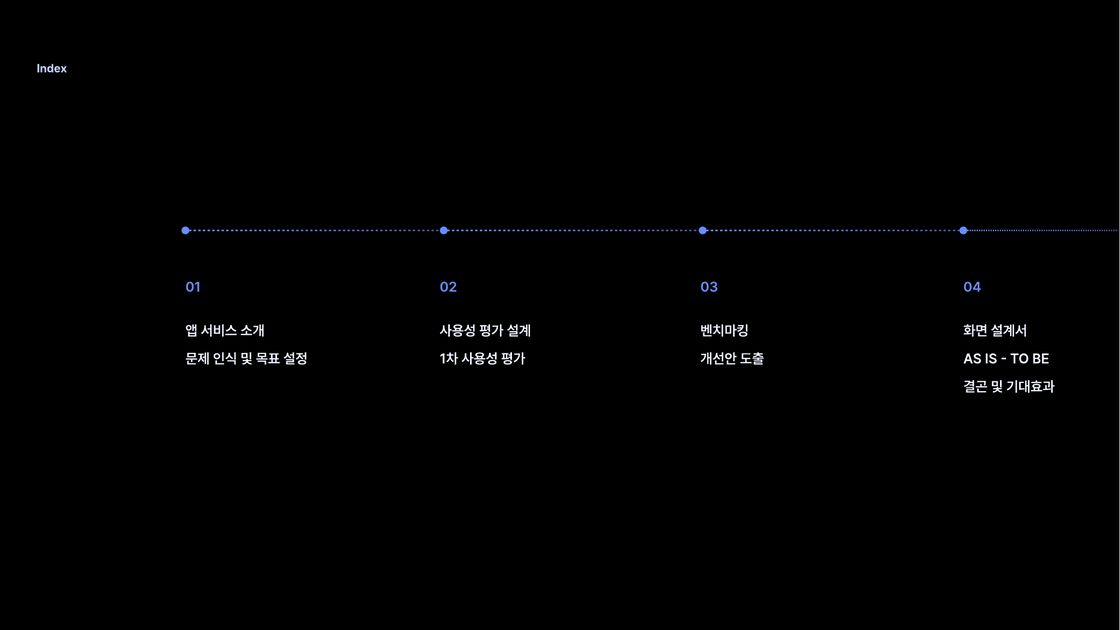 Index
01
앱 서비스 소개
문제 인식 및 목표 설정
02
사용성 평가 설계
1차 사용성 평가
03
벤치마킹
개선안 도출
04
화면 설계서
AS IS - TO BE
결곤 및 기대효과